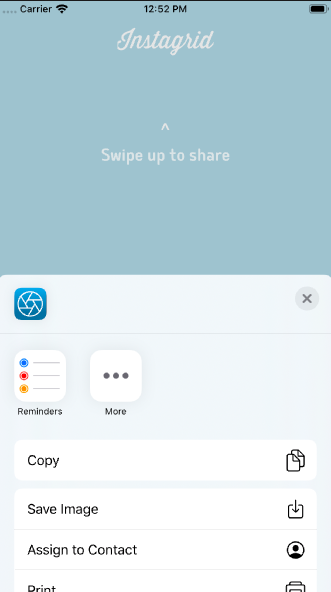 Carrier 12:52 PM
Instagrid
^
Swipe up to share
Reminders
More
Copy
Save Image
Assign to Contact
Print